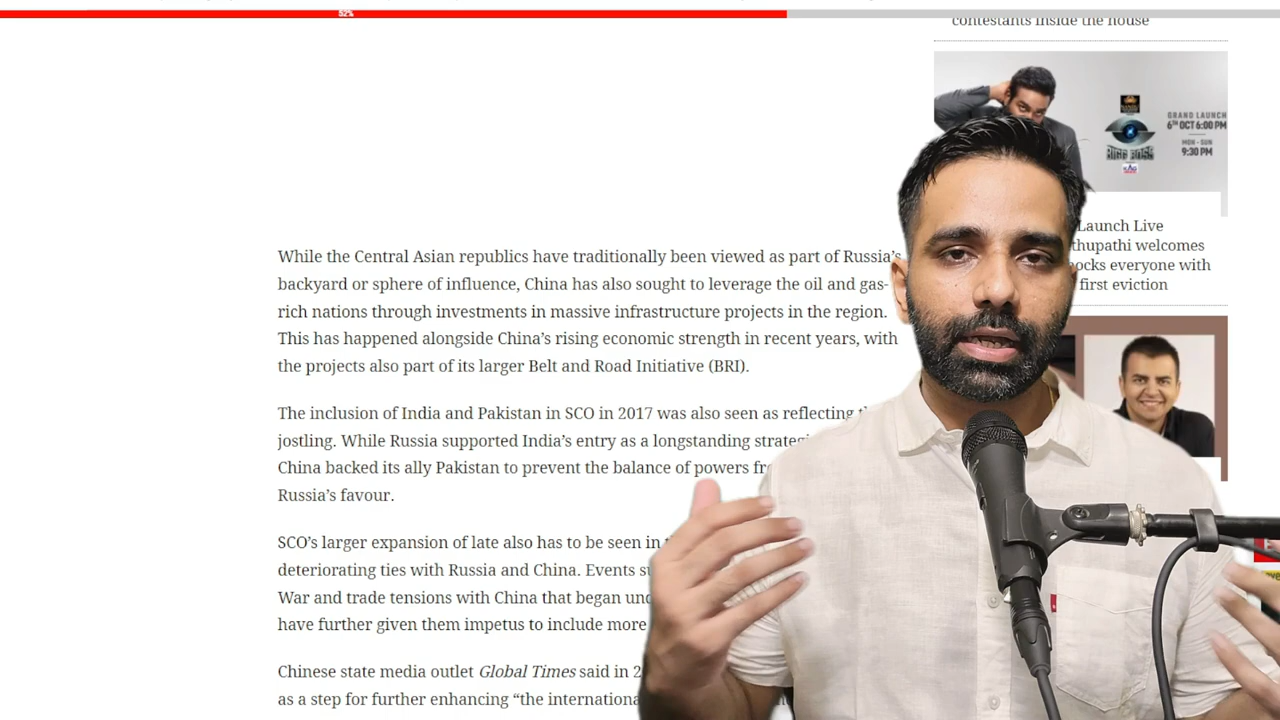 52%
contestants inside the house
GRAND LAUNCH
6TH OCT 6:00 PM
MON - SUN
9:30 PM
BIGG BOSS
Launch Live
thupathi welcomes
ocks everyone with
first eviction
While the Central Asian republics have traditionally been viewed as part of Russia’s
backyard or sphere of influence, China has also sought to leverage the oil and gas-
rich nations through investments in massive infrastructure projects in the region.
This has happened alongside China’s rising economic strength in recent years, with
the projects also part of its larger Belt and Road Initiative (BRI).
The inclusion of India and Pakistan in SCO in 2017 was also seen as reflecting
jostling. While Russia supported India’s entry as a longstanding
China backed its ally Pakistan to prevent the balance of powers
Russia’s favour.
SCO’s larger expansion of late also has to be seen in
deteriorating ties with Russia and China. Events
War and trade tensions with China that began
have further given them impetus to include more
Chinese state media outlet Global Times said in
as a step for further enhancing “the